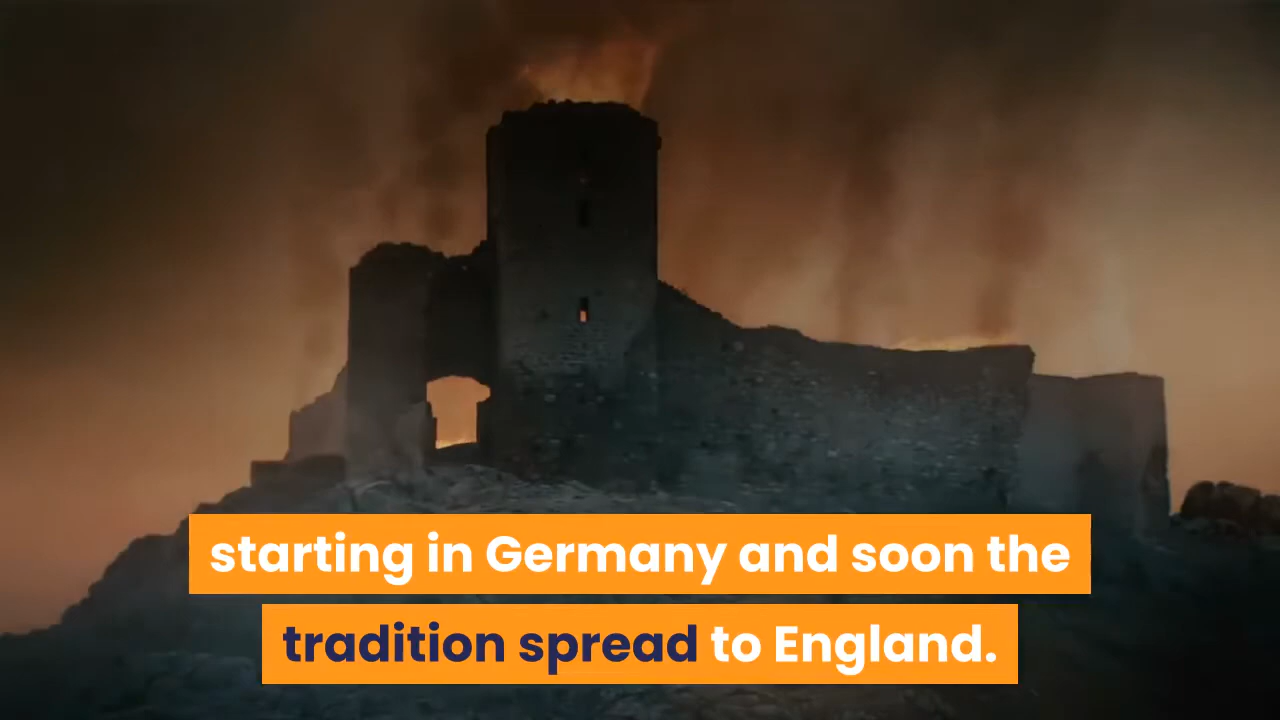 starting in Germany and soon the
tradition spread to England.